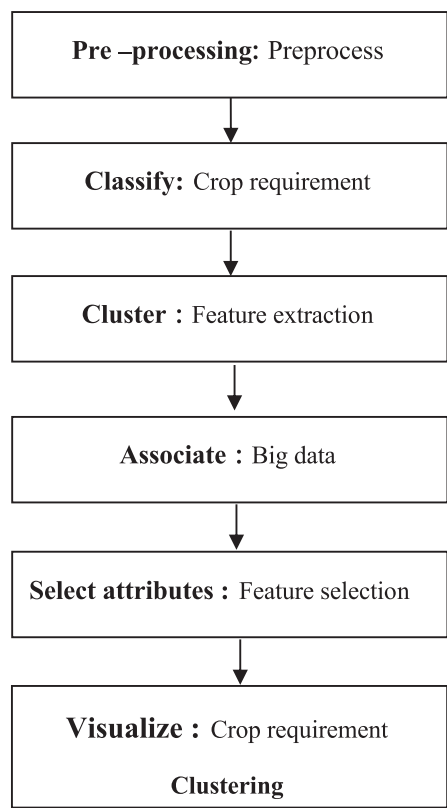 Pre –processing: Preprocess
Classify: Crop requirement
Cluster : Feature extraction
Associate : Big data
Select attributes : Feature selection
Visualize : Crop requirement
Clustering